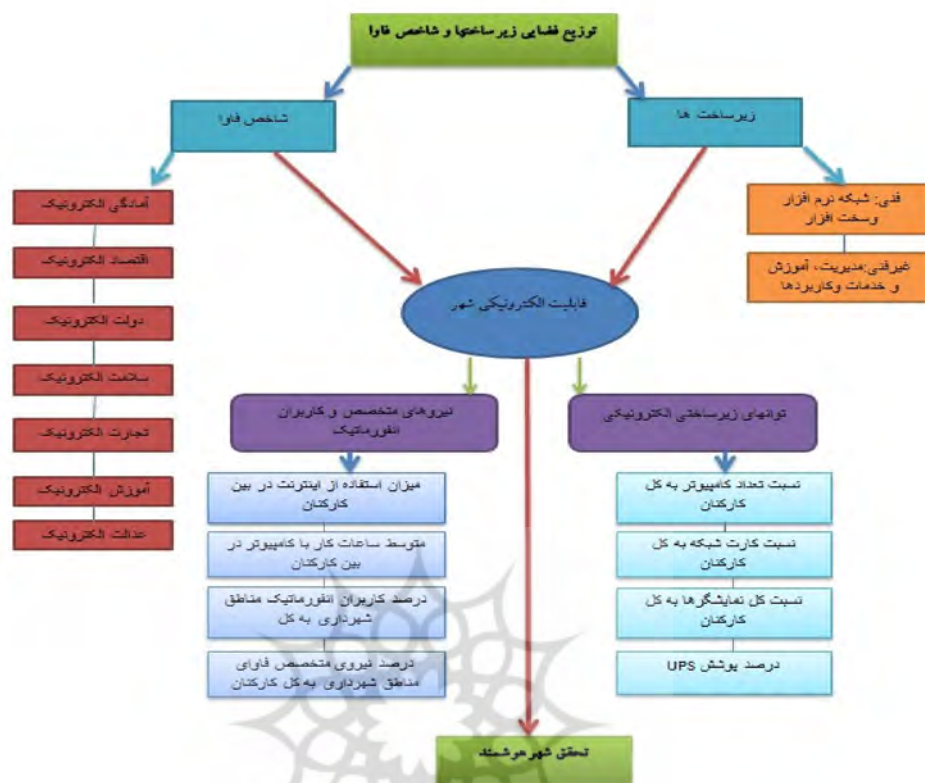 توزیع فضایی زیرساختها و شاخص فاوا
زیرساخت ها
شاخص فاوا
فنی: شبکه نرم افزار
وسخت افزار
غیرفنی:مدیریت، آموزش
و خدمات وکاربردها
آمادگی الکترونیک
اقتصاد الکترونیک
دولت الکترونیک
سلامت الکترونیک
تجارت الکترونیک
آموزش الکترونیک
عدالت الکترونیک
قابلیت الکترونیکی شهر
توانهای زیرساختی الکترونیکی
نسبت تعداد کامپیوتر به کل
کارکنان
نسبت کارت شبکه به کل
کارکنان
نسبت کل نمایشگرها به کل
کارکنان
درصد پوشش UPS
نیروهای متخصص و کاربران
انفورماتیک
میزان استفاده از اینترنت در بین
کارکنان
متوسط ساعات کار با کامپیوتر در
بین کارکنان
درصد کاربران انفورماتیک مناطق
شهرداری به کل
درصد نیروی متخصص فاوای
مناطق شهرداری به کل کارکنان
تحقق شهر هوشمند